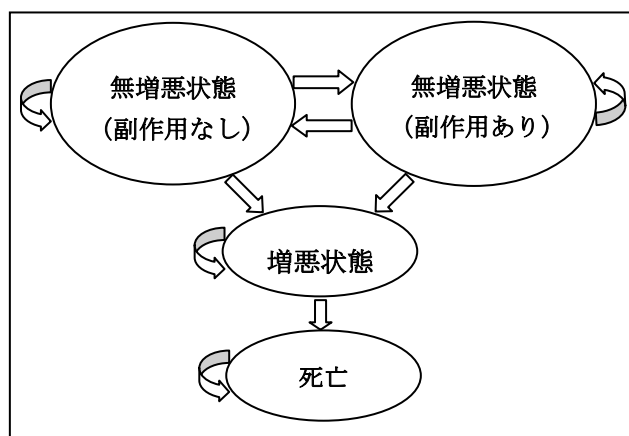 無増悪状態
（副作用なし）
無増悪状態
（副作用あり）
増悪状態
死亡